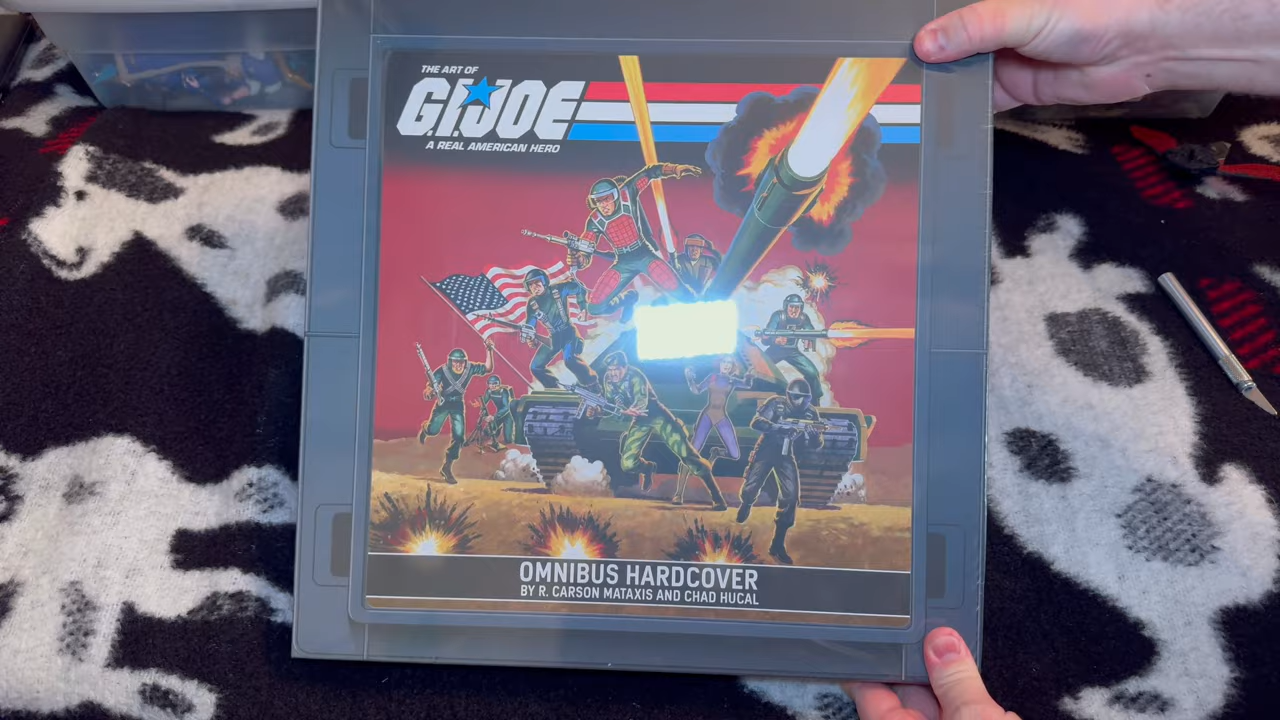 THE ART OF
G.I. JOE
A REAL AMERICAN HERO
OMNIBUS HARDCOVER
BY R. CARSON MATAXIS AND CHAD HUCAL